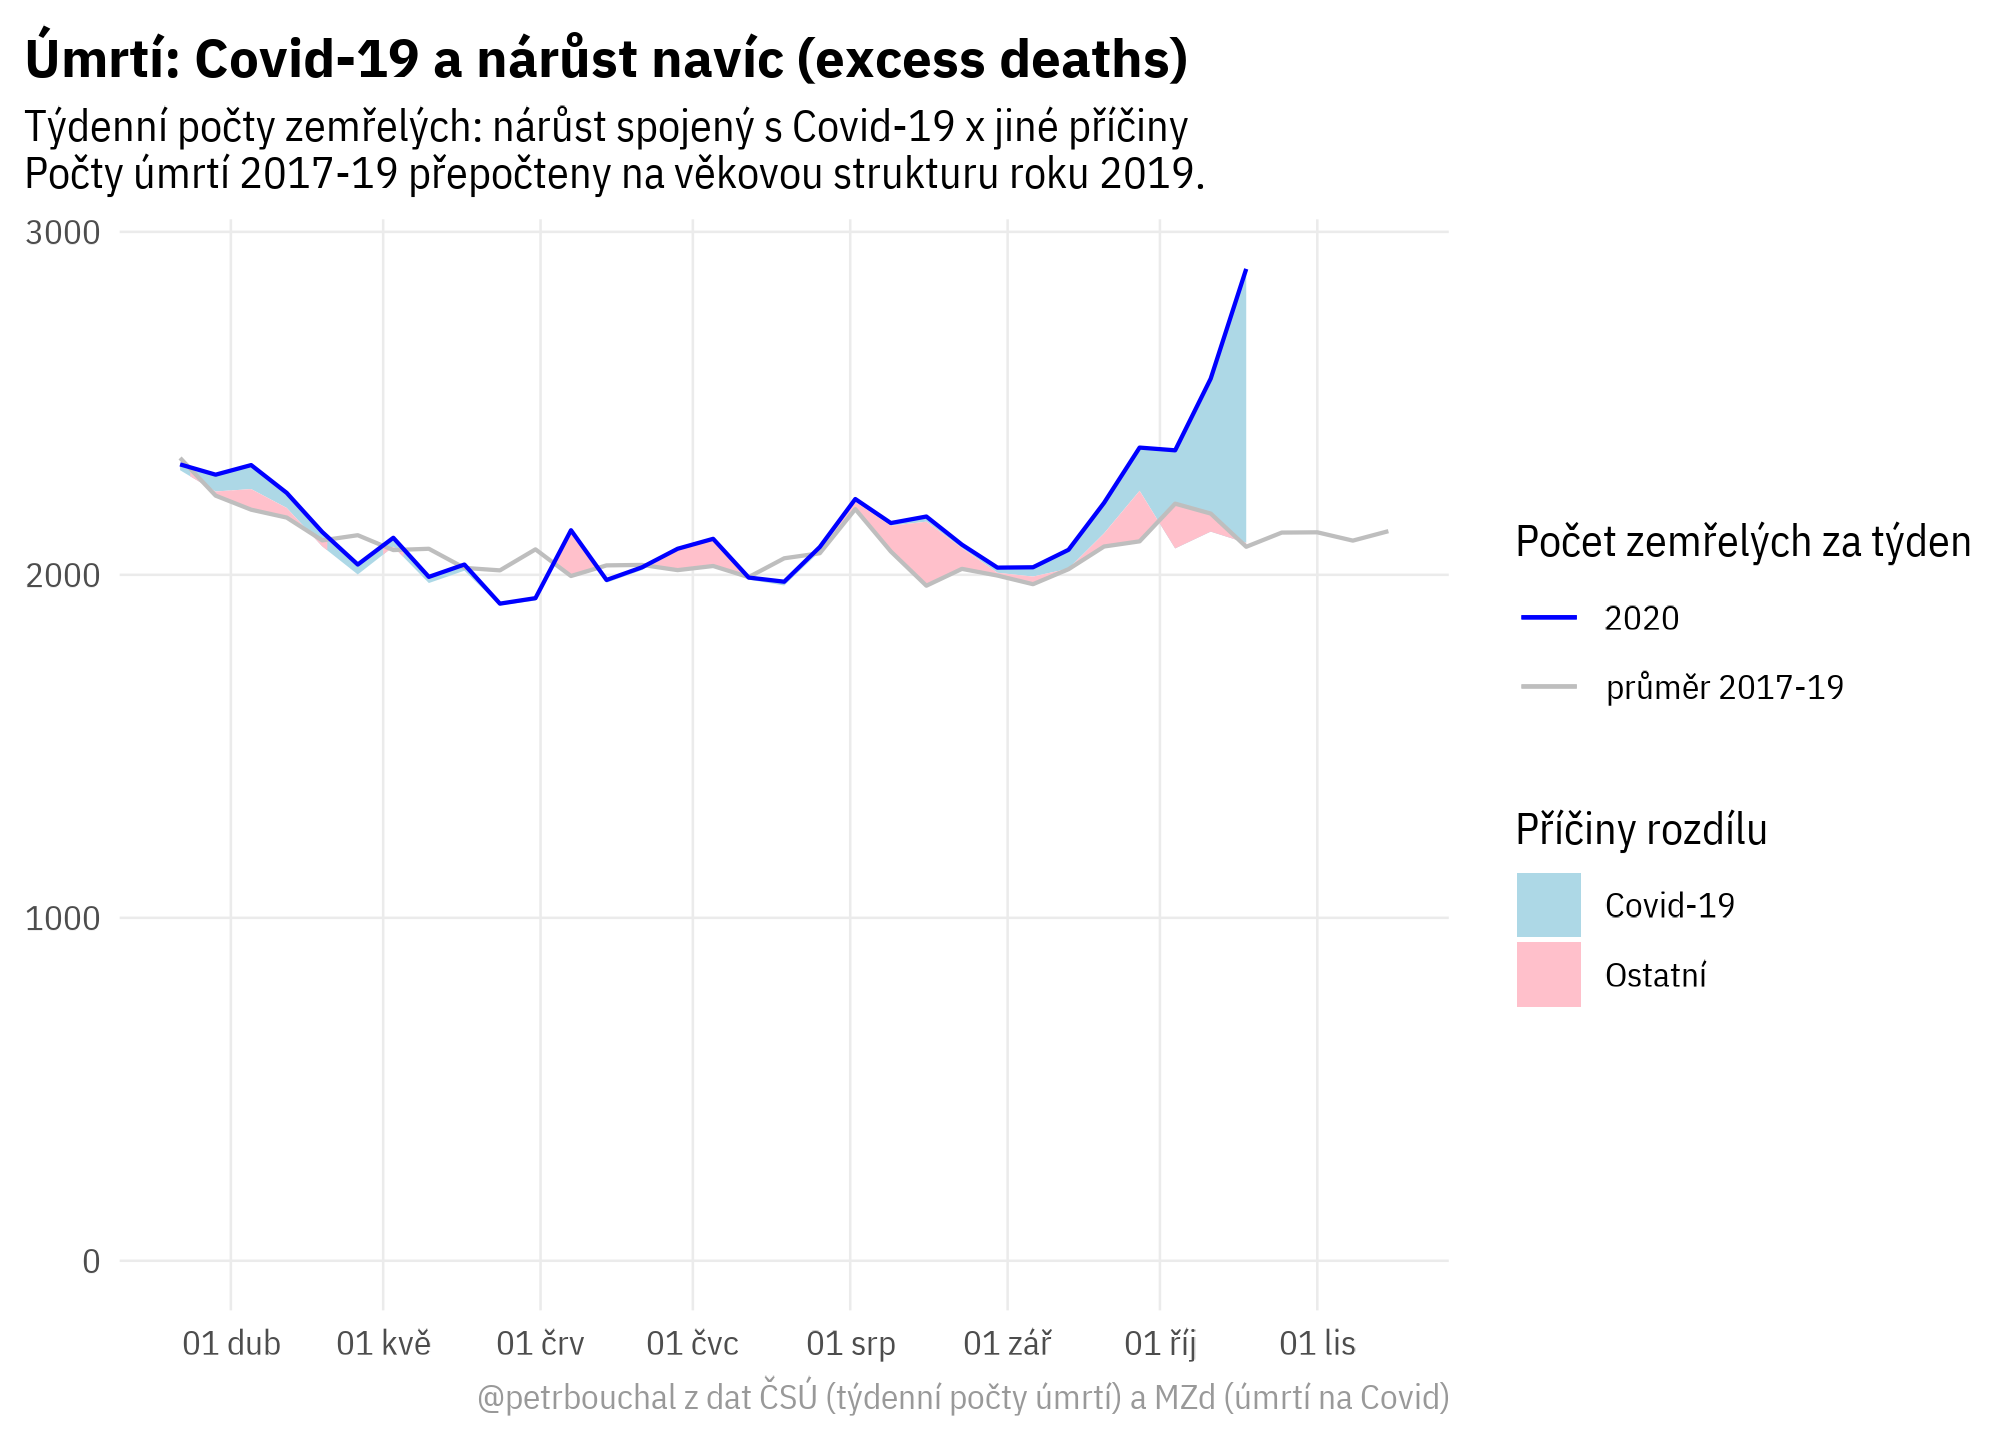 Úmrtí: Covid-19 a nárůst navíc (excess deaths)
Týdenní počty zemřelých: nárůst spojený s Covid-19 x jiné příčiny
Počty úmrtí 2017-19 přepočteny na věkovou strukturu roku 2019.
3000
2000
1000
0
01 dub
01 kvě
01 črv
01 čvc
01 srp
01 zář
01 říj
01 lis
Počet zemřelých za týden
2020
průměr 2017-19
Příčiny rozdílu
Covid-19
Ostatní
@petrbouchal z dat ČSÚ (týdenní počty úmrtí) a MZd (úmrtí na Covid)